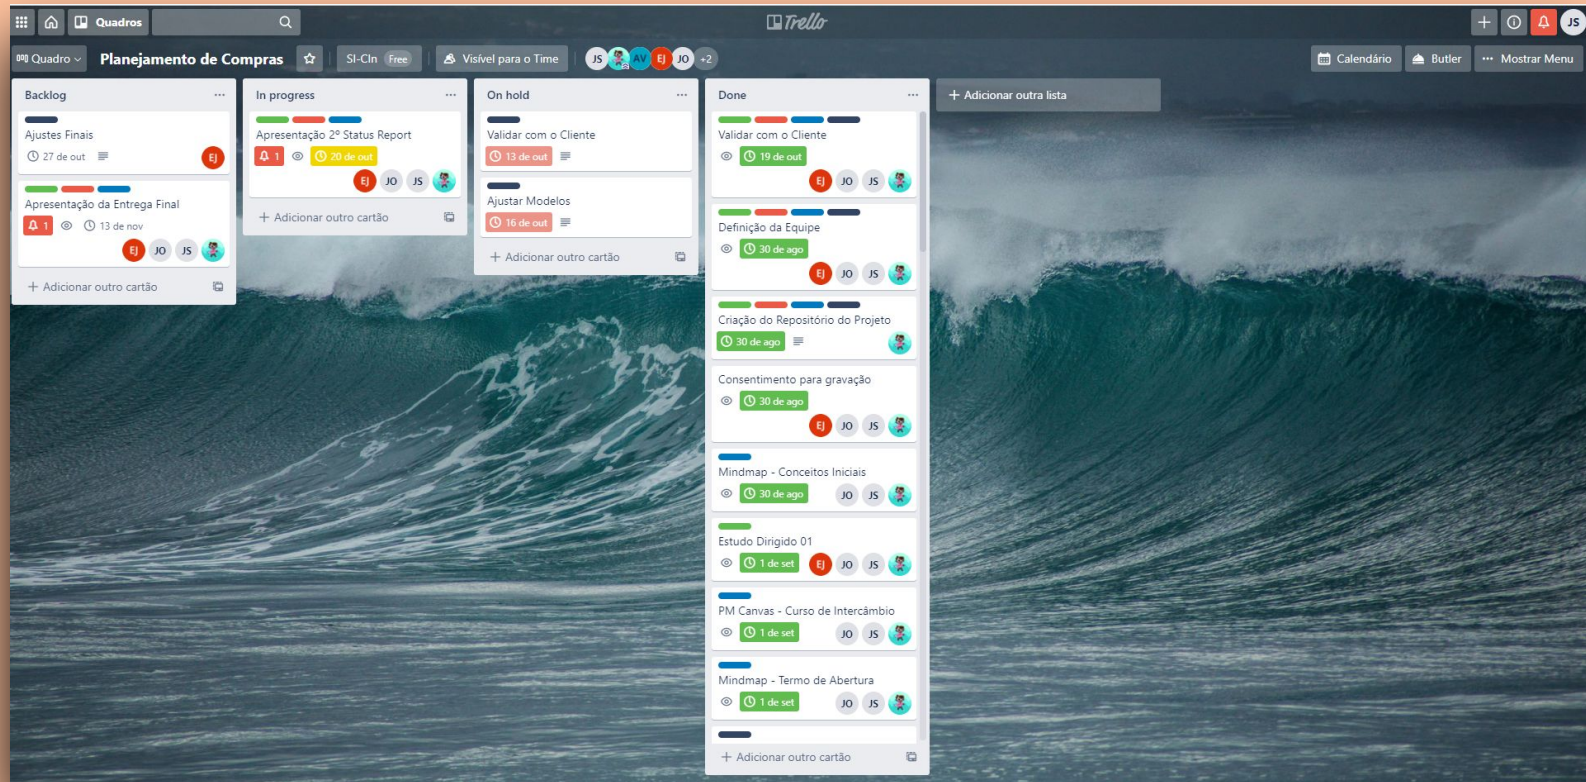 Quadros
Trello
JS
Quadro
Planejamento de Compras
SI-CIn Free
Visível para o Time
JS AV EJ JO +2
Calendário
Butler
Mostrar Menu
Backlog
Ajustes Finais
27 de out
EJ
Apresentação da Entrega Final
1 13 de nov
EJ JO JS
+ Adicionar outro cartão
In progress
Apresentação 2º Status Report
1 20 de out
EJ JO JS
+ Adicionar outro cartão
On hold
Validar com o Cliente
13 de out
Ajustar Modelos
16 de out
+ Adicionar outro cartão
Done
Validar com o Cliente
19 de out
EJ JO JS
Definição da Equipe
30 de ago
EJ JO JS
Criação do Repositório do Projeto
30 de ago
Consentimento para gravação
30 de ago
EJ JO JS
Mindmap - Conceitos Iniciais
30 de ago JO JS
Estudo Dirigido 01
1 de set EJ JO JS
PM Canvas - Curso de Intercâmbio
1 de set JO JS
Mindmap - Termo de Abertura
1 de set JO JS
+ Adicionar outro cartão
+ Adicionar outra lista